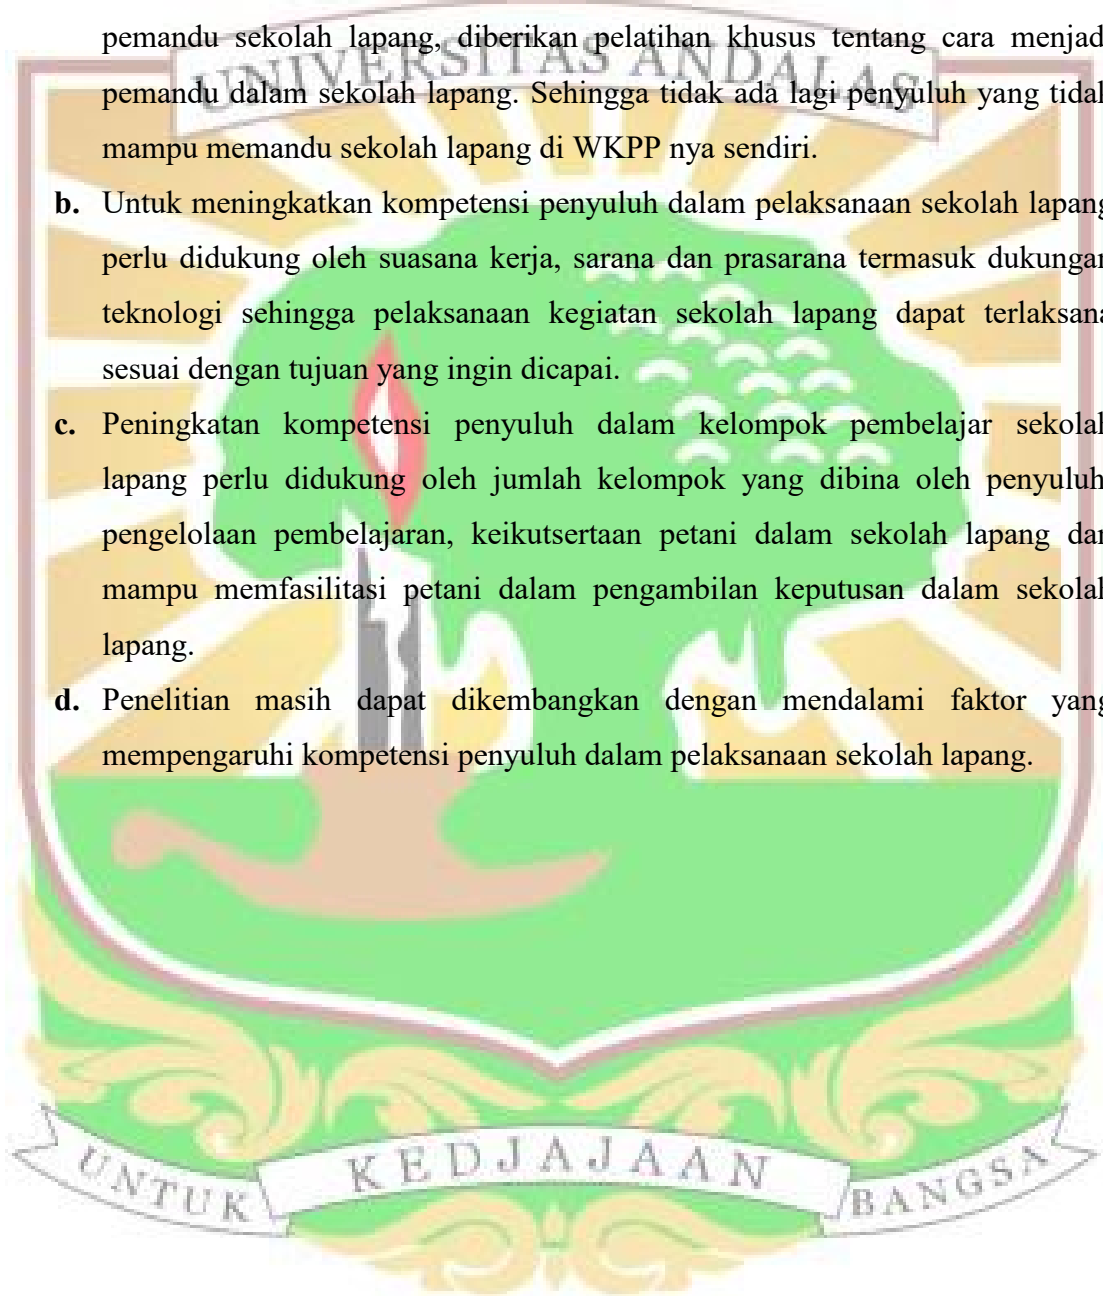 pemandu sekolah lapang, diberikan pelatihan khusus tentang cara menjad
UNIVERSITAS ANDALAS
pemandu dalam sekolah lapang. Sehingga tidak ada lagi penyuluh yang tidak
mampu memandu sekolah lapang di WKPP nya sendiri.
b. Untuk meningkatkan kompetensi penyuluh dalam pelaksanaan sekolah lapang
perlu didukung oleh suasana kerja, sarana dan prasarana termasuk dukungan
teknologi sehingga pelaksanaan kegiatan sekolah lapang dapat terlaksana
sesuai dengan tujuan yang ingin dicapai.
c. Peningkatan kompetensi penyuluh dalam kelompok pembelajar sekolah
lapang perlu didukung oleh jumlah kelompok yang dibina oleh penyuluh
pengelolaan pembelajaran, keikutsertaan petani dalam sekolah lapang dan
mampu memfasilitasi petani dalam pengambilan keputusan dalam sekolah
lapang.
d. Penelitian masih dapat dikembangkan dengan mendalami faktor yang
mempengaruhi kompetensi penyuluh dalam pelaksanaan sekolah lapang.
UNTUK KEDJAJAAN BANGSA